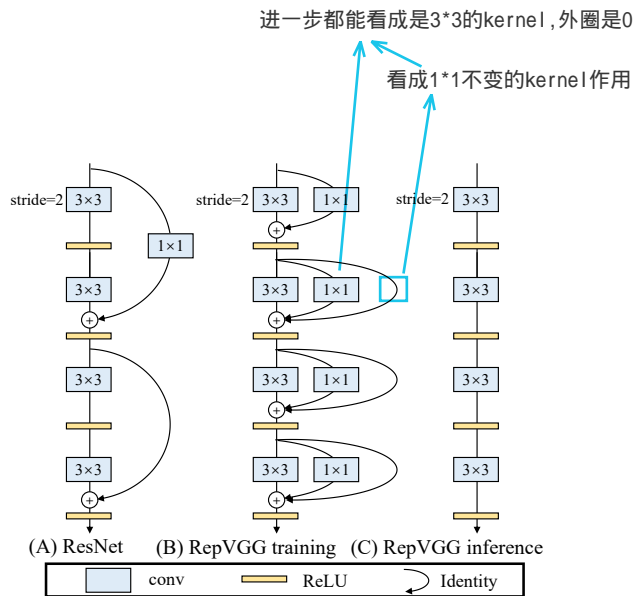 进一步都能看成是3*3的kernel,外圈是0
看成1*1不变的kernel作用
stride=2
3×3
1×1
3×3
3×3
3×3
(A) ResNet
stride=2
3×3
1×1
3×3
1×1
3×3
1×1
3×3
1×1
(B) RepVGG training
stride=2
3×3
3×3
3×3
3×3
(C) RepVGG inference
conv
ReLU
Identity